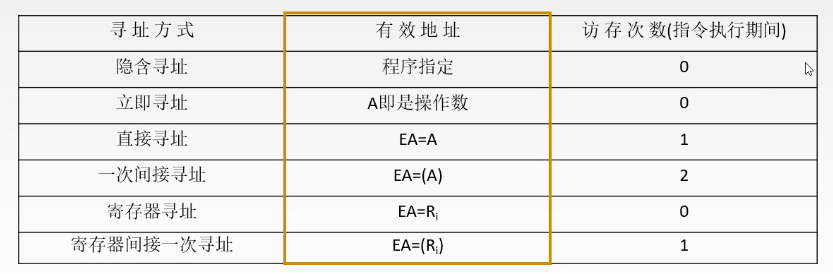 寻址方式 有效地址 访存次数(指令执行期间)
隐含寻址 程序指定 0
立即寻址 A即是操作数 0
直接寻址 EA=A 1
一次间接寻址 EA=(A) 2
寄存器寻址 EA=Ri 0
寄存器间接一次寻址 EA=(Ri) 1